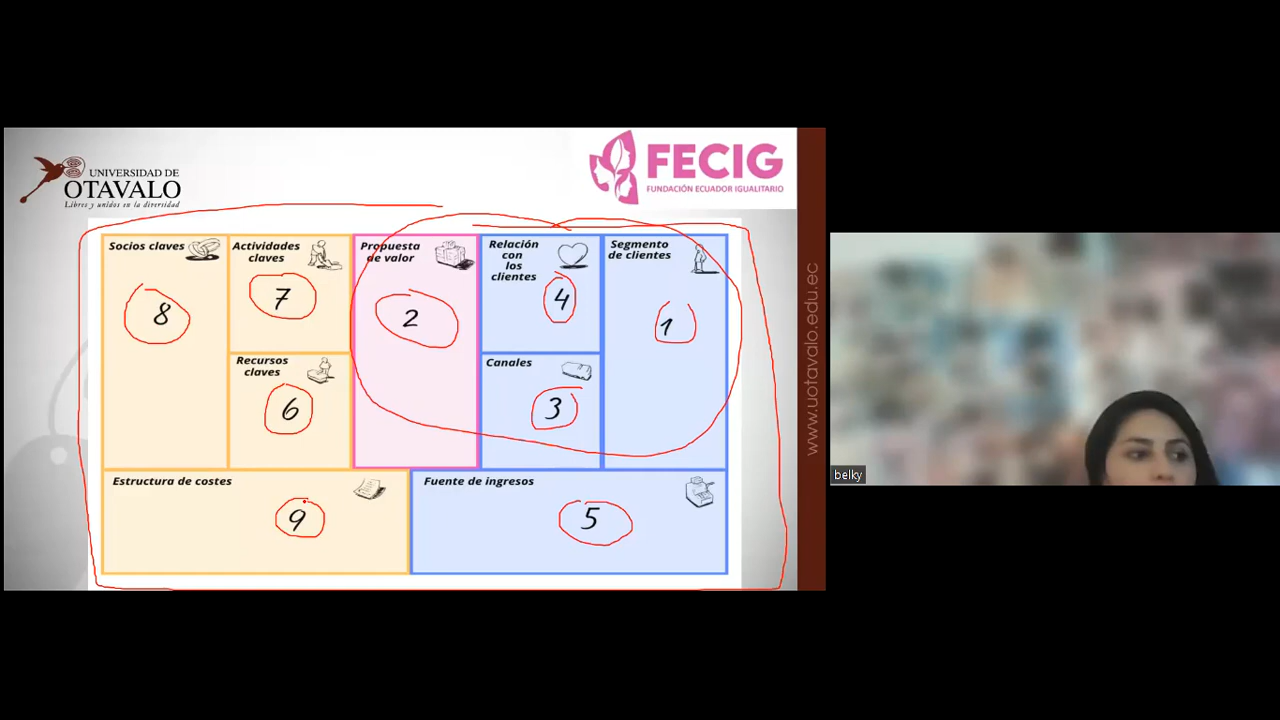 UNIVERSIDAD DE
OTAVALO
Libres y unidos en la diversidad
FECIG
FUNDACIÓN ECUADOR IGUALITARIO
Socios claves
8
Actividades
claves
7
Recursos
claves
6
Propuesta
de valor
2
Relación
con
los
clientes
4
Canales
3
Segmento
de clientes
1
Estructura de costes
9
Fuente de ingresos
5
www.uotavalo.edu.ec
belky